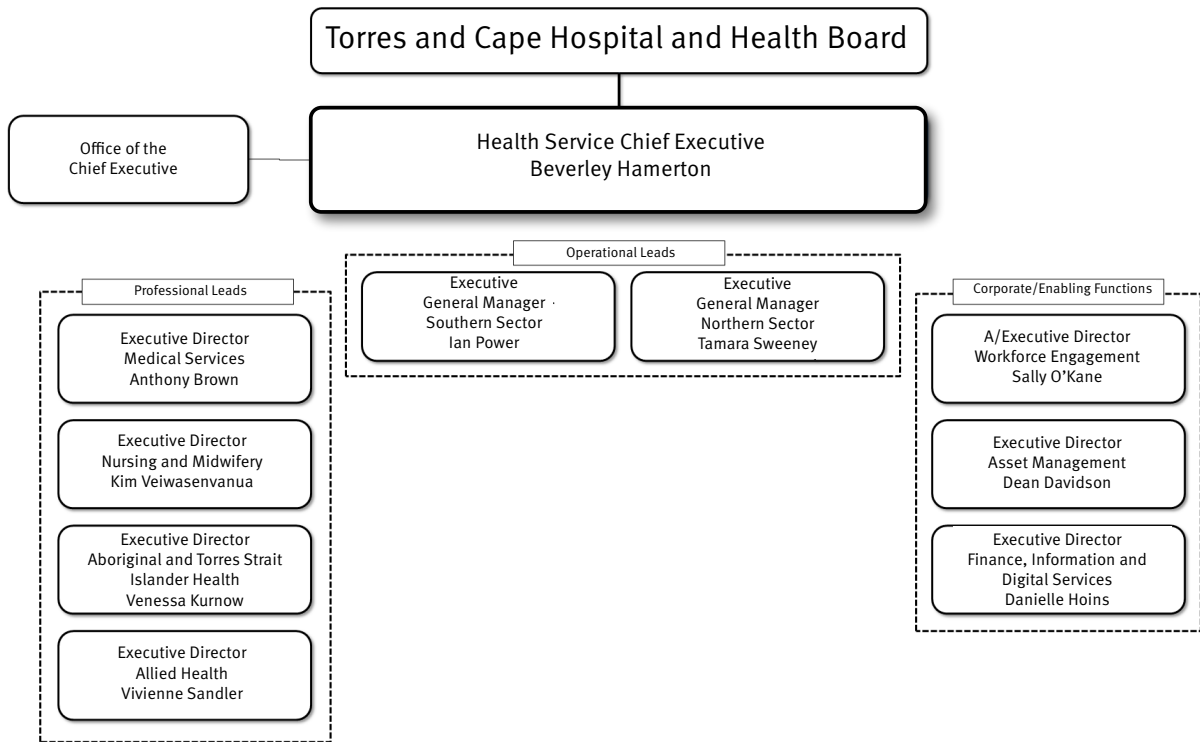 Torres and Cape Hospital and Health Board
Health Service Chief Executive
Beverley Hamerton
Office of the
Chief Executive
Operational Leads
Executive
General Manager
Southern Sector
Ian Power
Executive
General Manager
Northern Sector
Tamara Sweeney
Professional Leads
Executive Director
Medical Services
Anthony Brown
Executive Director
Nursing and Midwifery
Kim Veiwasenvanua
Executive Director
Aboriginal and Torres Strait
Islander Health
Venessa Kurnow
Executive Director
Allied Health
Vivienne Sandler
Corporate/Enabling Functions
A/Executive Director
Workforce Engagement
Sally O’Kane
Executive Director
Asset Management
Dean Davidson
Executive Director
Finance, Information and
Digital Services
Danielle Hoins